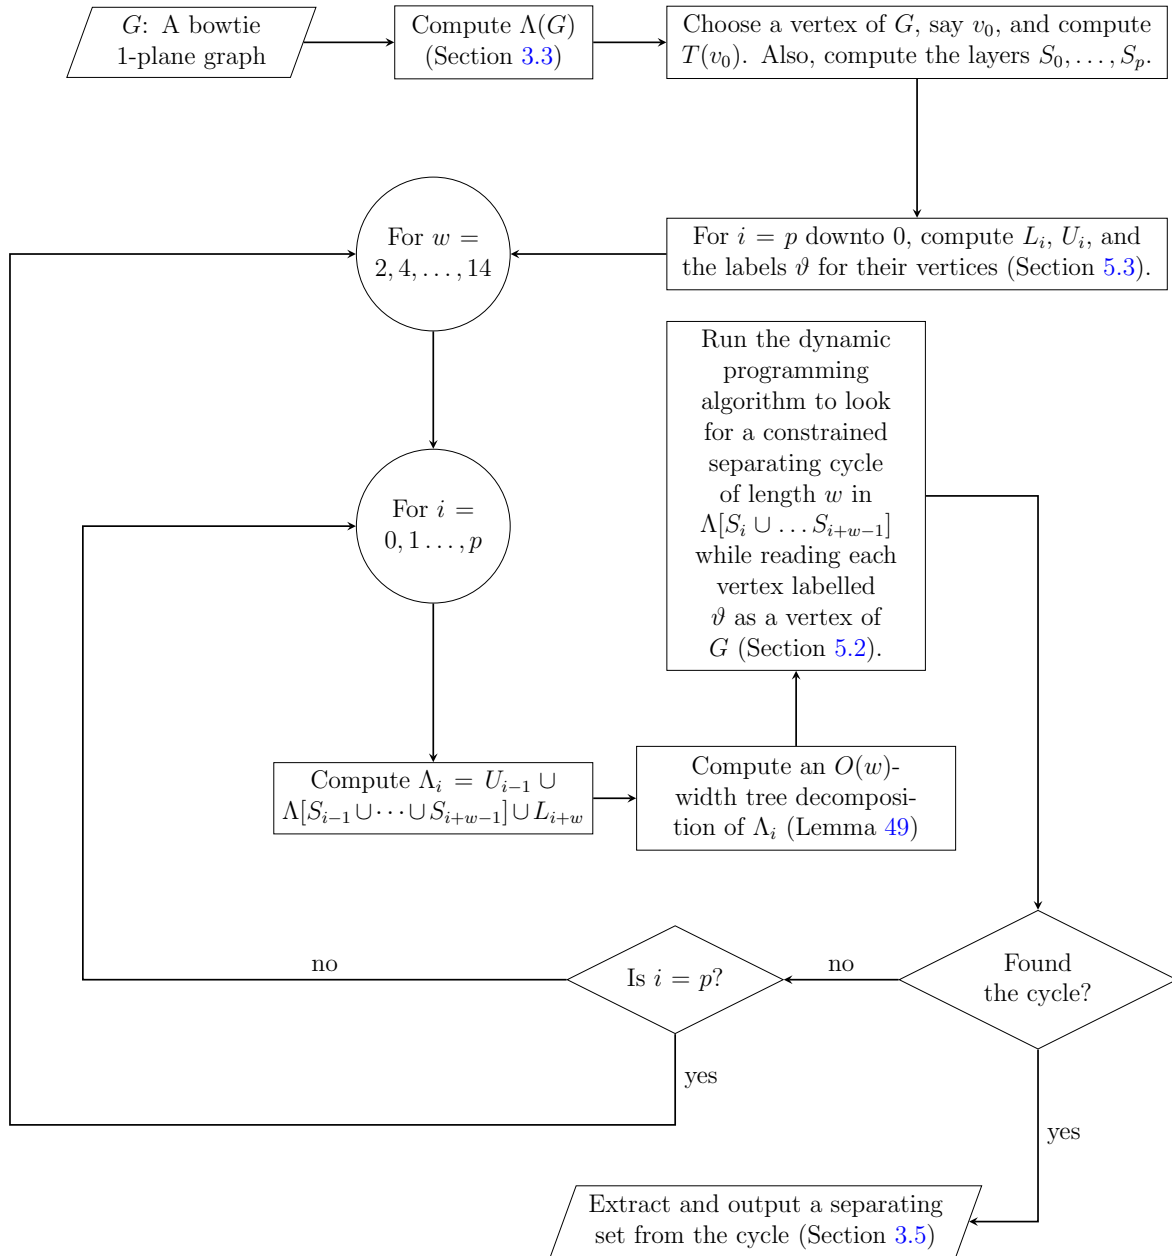 G: A bowtie
1-plane graph
Compute Λ(G)
(Section 3.3)
Choose a vertex of G, say v₀, and compute
T(v₀). Also, compute the layers S₀, . . . , Sₚ.
For i = p downto 0, compute Lᵢ, Uᵢ, and
the labels ϑ for their vertices (Section 5.3).
For w =
2, 4, . . . , 14
For i =
0, 1 . . . , p
Compute Λᵢ = Uᵢ₋₁ ∪
Λ[Sᵢ₋₁ ∪ · · · ∪ Sᵢ₊w₋₁] ∪ Lᵢ₊w
Compute an O(w)-
width tree decomposi-
tion of Λᵢ (Lemma 49)
Run the dynamic
programming
algorithm to look
for a constrained
separating cycle
of length w in
Λ[Sᵢ ∪ . . . Sᵢ₊w₋₁]
while reading each
vertex labelled
ϑ as a vertex of
G (Section 5.2).
Found
the cycle?
no
Is i = p?
no
yes
yes
Extract and output a separating
set from the cycle (Section 3.5)